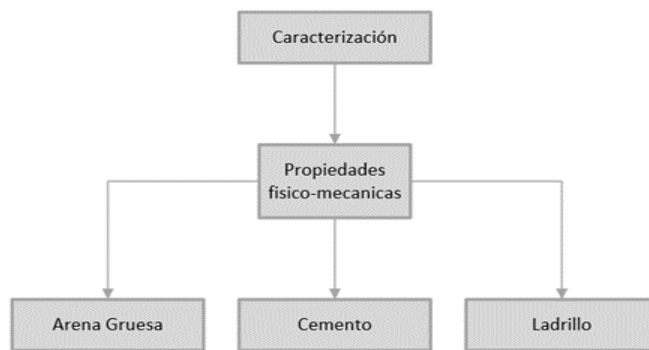 Caracterización
Propiedades
fisico-mecanicas
Arena Gruesa
Cemento
Ladrillo